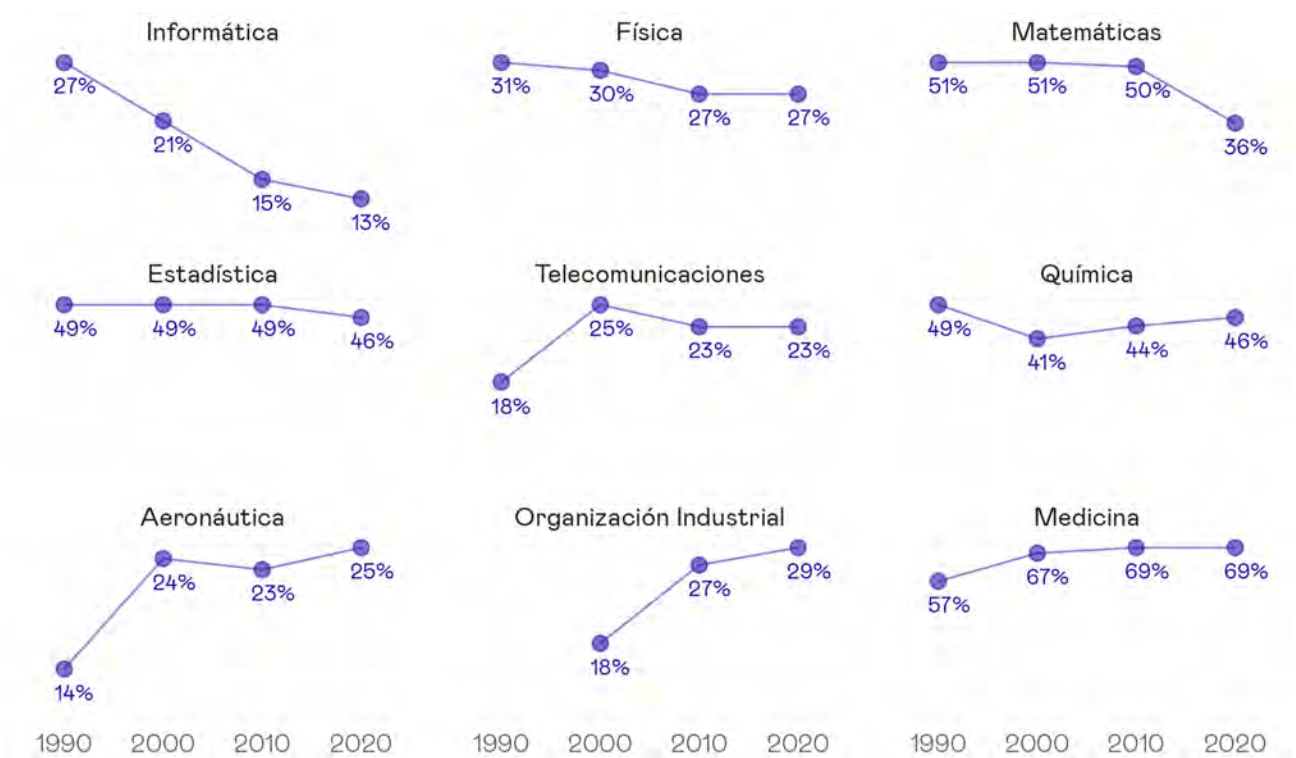 Informática
Física
Matemáticas
27%
21%
15%
13%
31%
30%
27%
27%
51%
51%
50%
36%
Estadística
Telecomunicaciones
Química
49%
49%
49%
46%
18%
25%
23%
23%
49%
41%
44%
46%
Aeronáutica
Organización Industrial
Medicina
14%
24%
23%
25%
18%
27%
29%
57%
67%
69%
69%
1990 2000 2010 2020
1990 2000 2010 2020
1990 2000 2010 2020